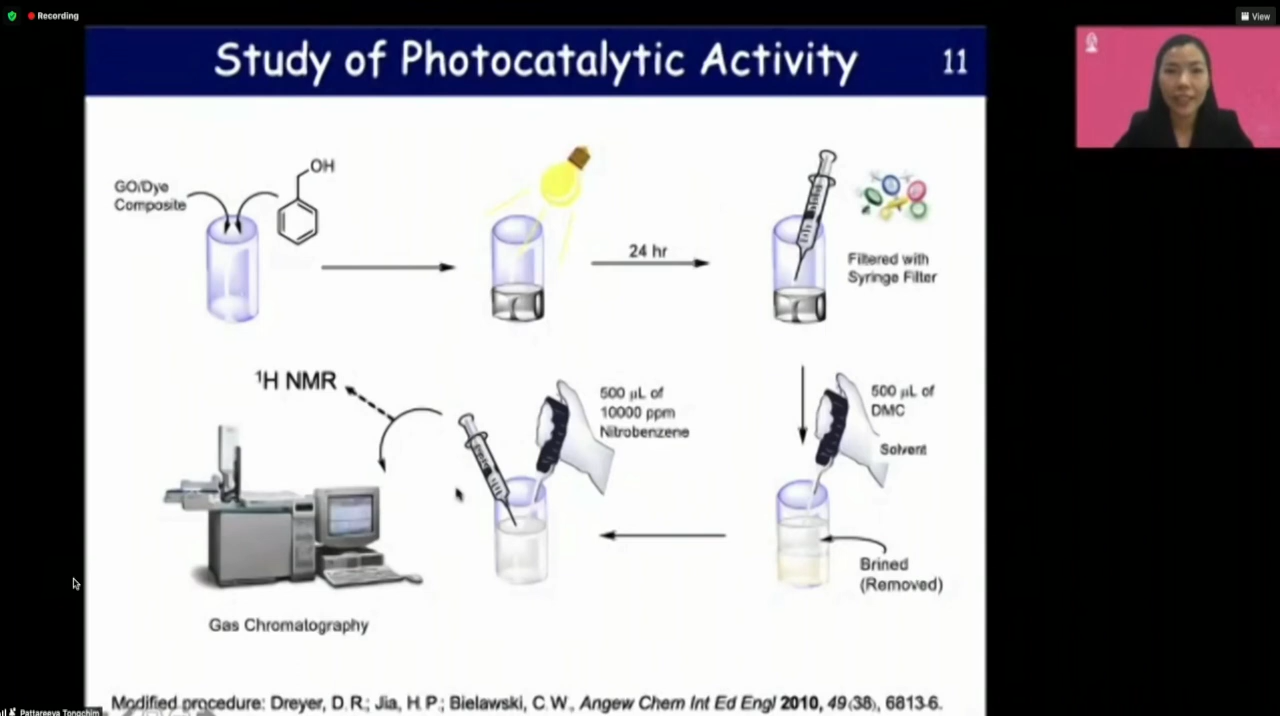 Recording
View
Study of Photocatalytic Activity
11
GO/Dye
Composite
OH
24 hr
Filtered with
Syringe Filter
¹H NMR
500 µL of
10000 ppm
Nitrobenzene
500 µL of
DMC
Solvent
Brined
(Removed)
Gas Chromatography
Modified procedure: Dreyer, D.R.; Jia, H.P.; Bielawski, C.W., Angew Chem Int Ed Engl 2010, 49(38), 6813-6.
Pattareeya Tongchim